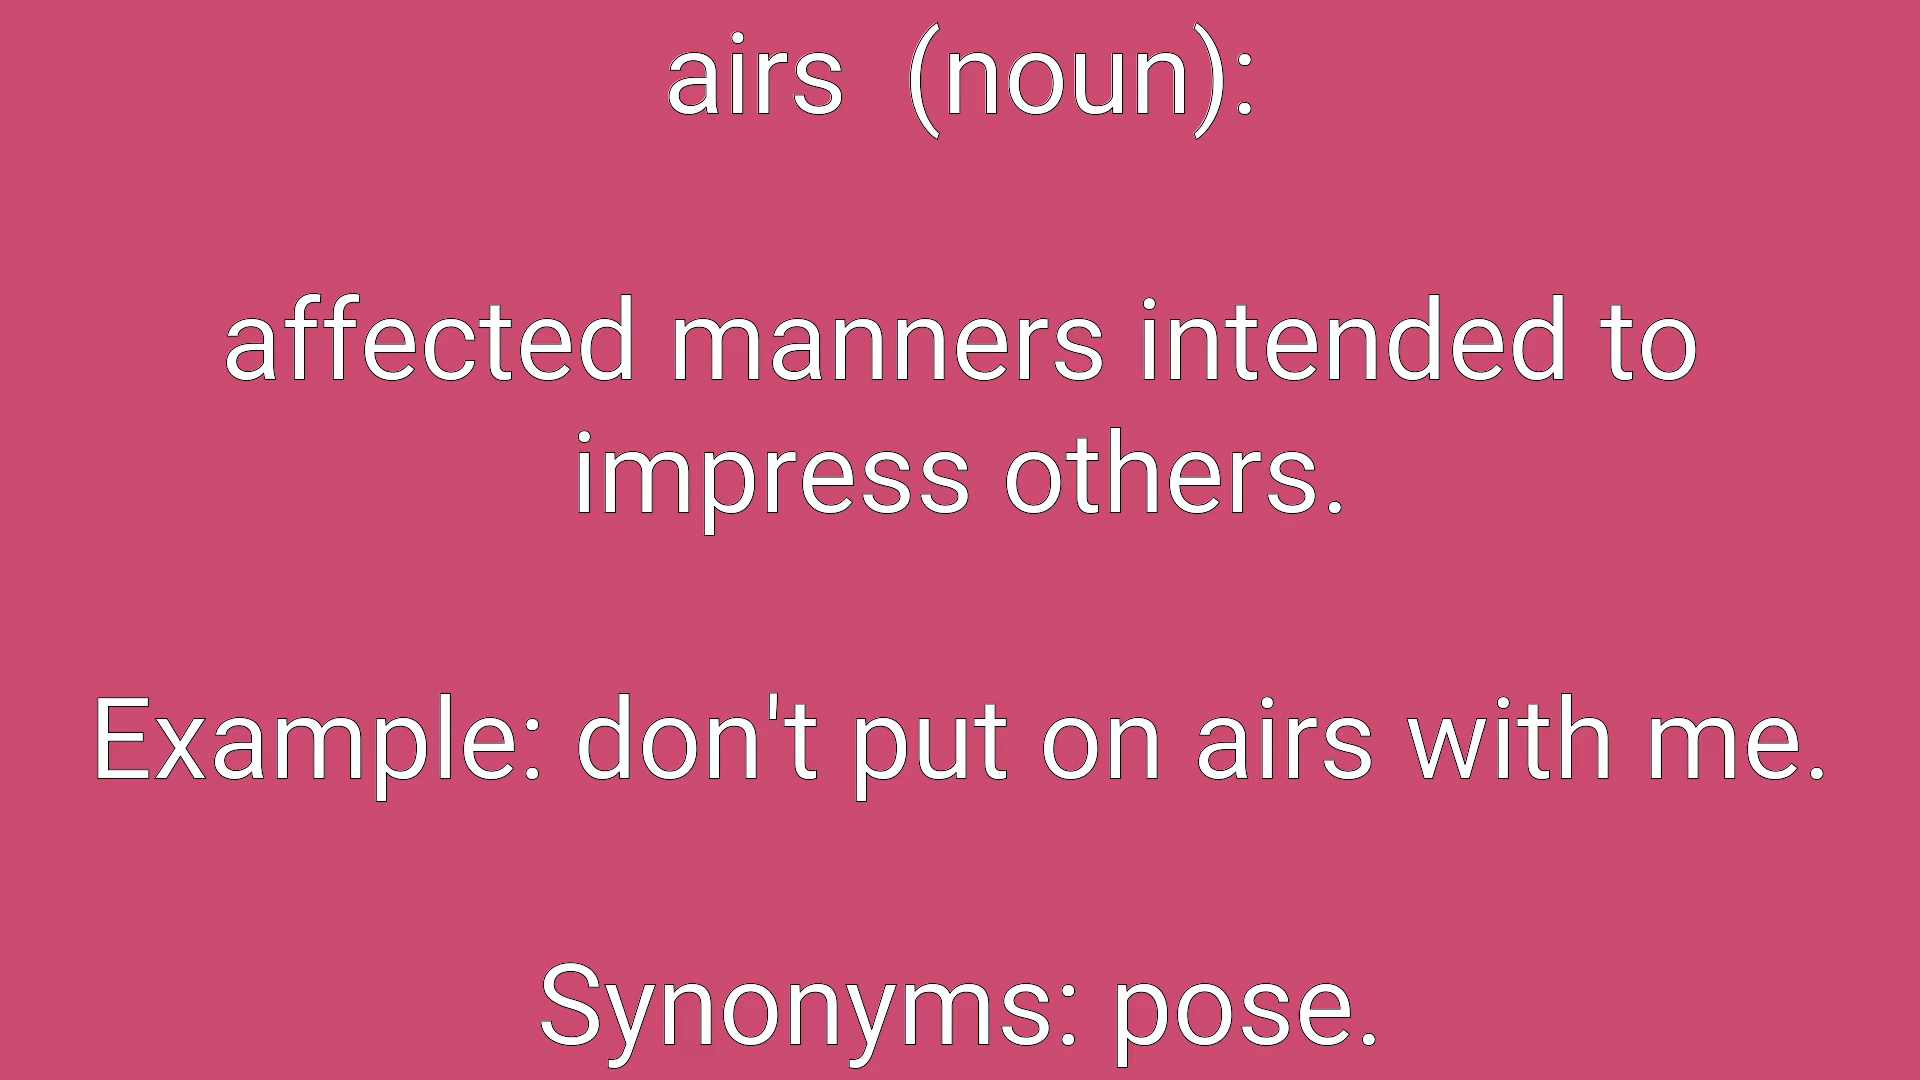 airs  (noun):
affected manners intended to
impress others.
Example: don't put on airs with me.
Synonyms: pose.